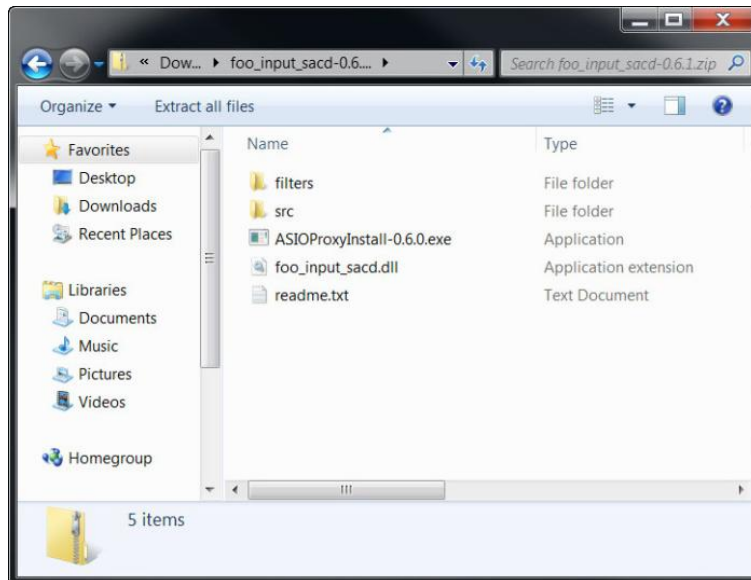 « Dow... foo_input_sacd-0.6.... Search foo_input_sacd-0.6.1.zip
Organize Extract all files
Favorites
Desktop
Downloads
Recent Places
Libraries
Documents
Music
Pictures
Videos
Homegroup
Name Type
filters File folder
src File folder
ASIOProxyInstall-0.6.0.exe Application
foo_input_sacd.dll Application extension
readme.txt Text Document
5 items